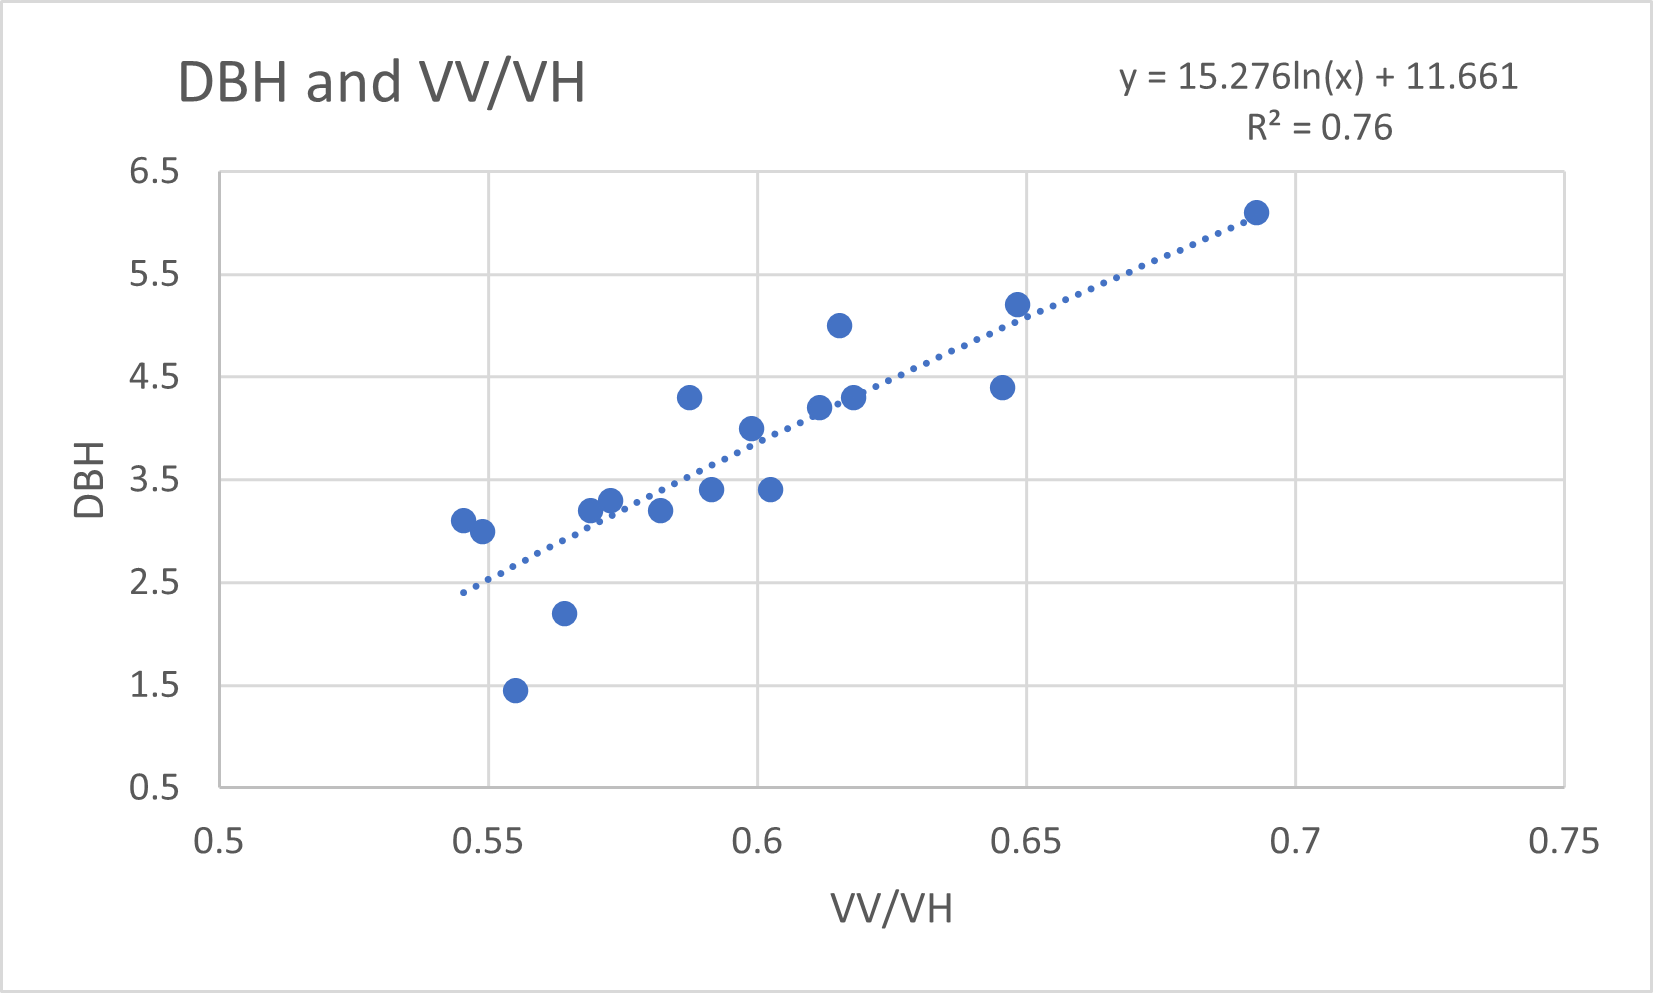 DBH and VV/VH
y = 15.276ln(x) + 11.661
R² = 0.76
6.5
5.5
4.5
3.5
2.5
1.5
0.5
DBH
0.5 0.55 0.6 0.65 0.7 0.75
VV/VH